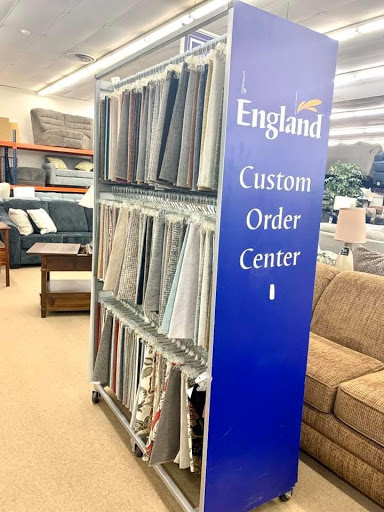 England
Custom
Order
Center